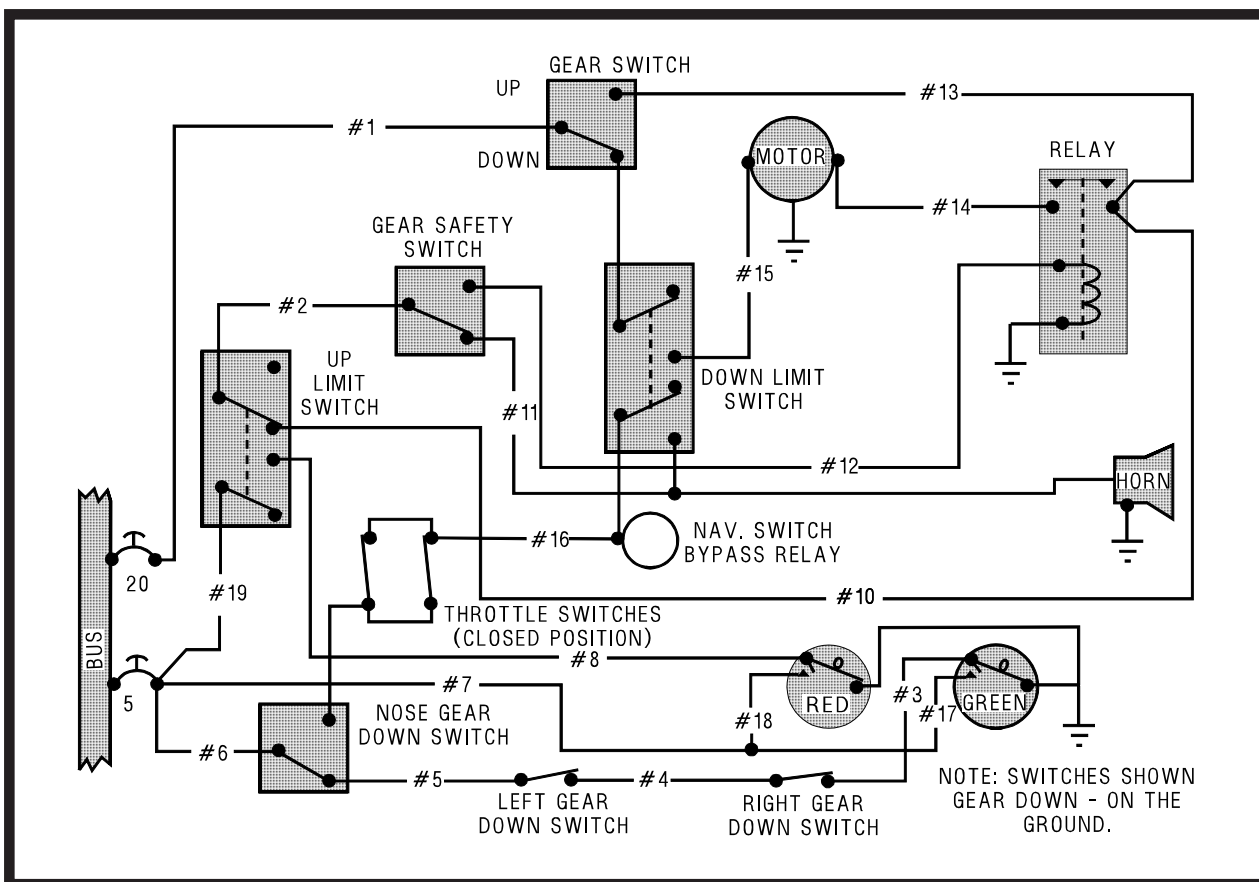 GEAR SWITCH
UP
#13
#1
DOWN
MOTOR
RELAY
#14
GEAR SAFETY
SWITCH
#15
#2
UP
LIMIT
SWITCH
DOWN LIMIT
SWITCH
#11
#12
HORN
#16
NAV. SWITCH
BYPASS RELAY
20
#19
#10
THROTTLE SWITCHES
(CLOSED POSITION)
BUS
#8
5
#7
#3
RED
GREEN
#17
#18
NOSE GEAR
DOWN SWITCH
#6
#5
#4
LEFT GEAR
DOWN SWITCH
RIGHT GEAR
DOWN SWITCH
NOTE: SWITCHES SHOWN
GEAR DOWN - ON THE
GROUND.